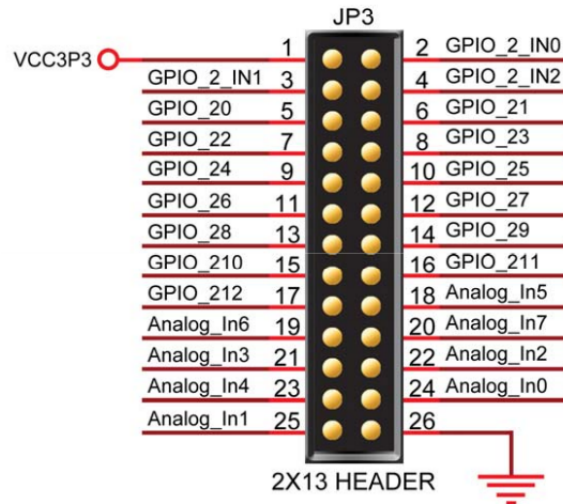 JP3
VCC3P3 1 2 GPIO_2_IN0
GPIO_2_IN1 3 4 GPIO_2_IN2
GPIO_20 5 6 GPIO_21
GPIO_22 7 8 GPIO_23
GPIO_24 9 10 GPIO_25
GPIO_26 11 12 GPIO_27
GPIO_28 13 14 GPIO_29
GPIO_210 15 16 GPIO_211
GPIO_212 17 18 Analog_In5
Analog_In6 19 20 Analog_In7
Analog_In3 21 22 Analog_In2
Analog_In4 23 24 Analog_In0
Analog_In1 25 26
2X13 HEADER